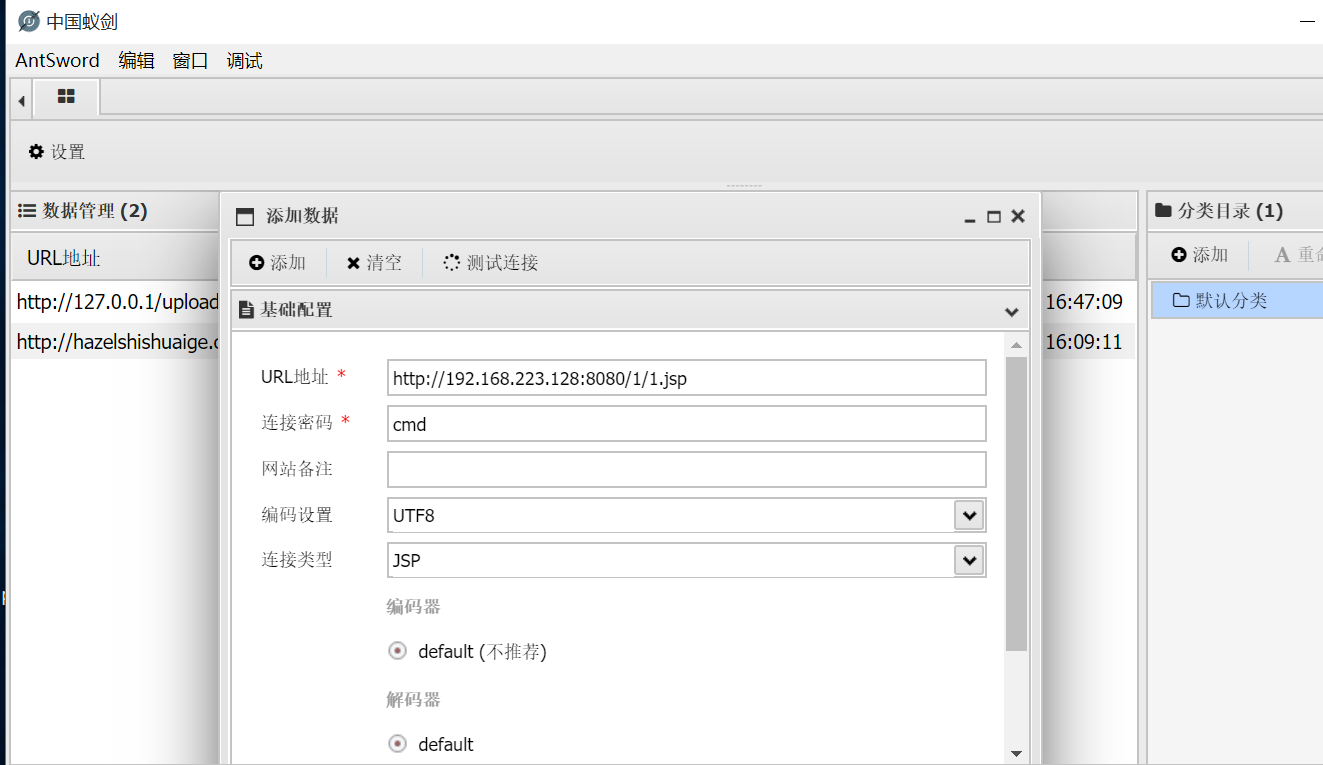 中国蚁剑
AntSword 编辑 窗口 调试
设置
数据管理 (2)
URL地址
http://127.0.0.1/upload
16:47:09
http://hazelshishuaige.c
16:09:11
添加数据
添加 清空 测试连接
基础配置
URL地址 * http://192.168.223.128:8080/1/1.jsp
连接密码 * cmd
网站备注
编码设置 UTF8
连接类型 JSP
编码器
default (不推荐)
解码器
default
分类目录 (1)
添加 A 重命
默认分类